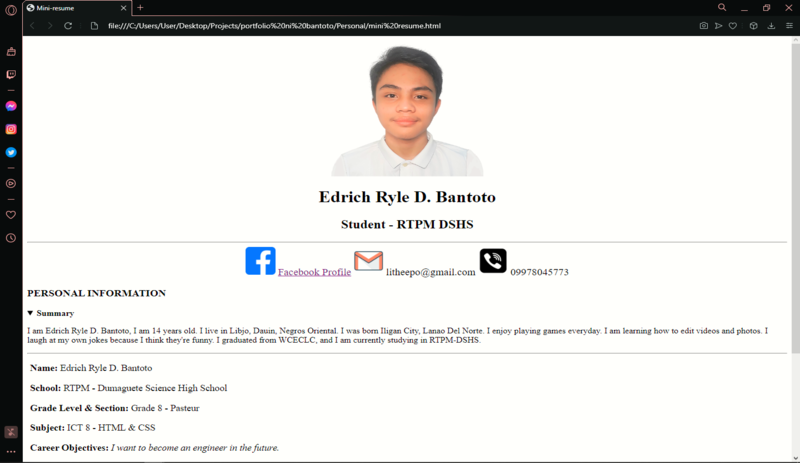 Mini-resume
file:///C:/Users/User/Desktop/Projects/portfolio%20ni%20bantoto/Personal/mini%20resume.html
Edrich Ryle D. Bantoto
Student - RTPM DSHS
Facebook Profile litheepo@gmail.com 09978045773
PERSONAL INFORMATION
▼ Summary
I am Edrich Ryle D. Bantoto, I am 14 years old. I live in Libjo, Dauin, Negros Oriental. I was born Iligan City, Lanao Del Norte. I enjoy playing games everyday. I am learning how to edit videos and photos. I
laugh at my own jokes because I think they're funny. I graduated from WCECLC, and I am currently studying in RTPM-DSHS.
Name: Edrich Ryle D. Bantoto
School: RTPM - Dumaguete Science High School
Grade Level & Section: Grade 8 - Pasteur
Subject: ICT 8 - HTML & CSS
Career Objectives: I want to become an engineer in the future.